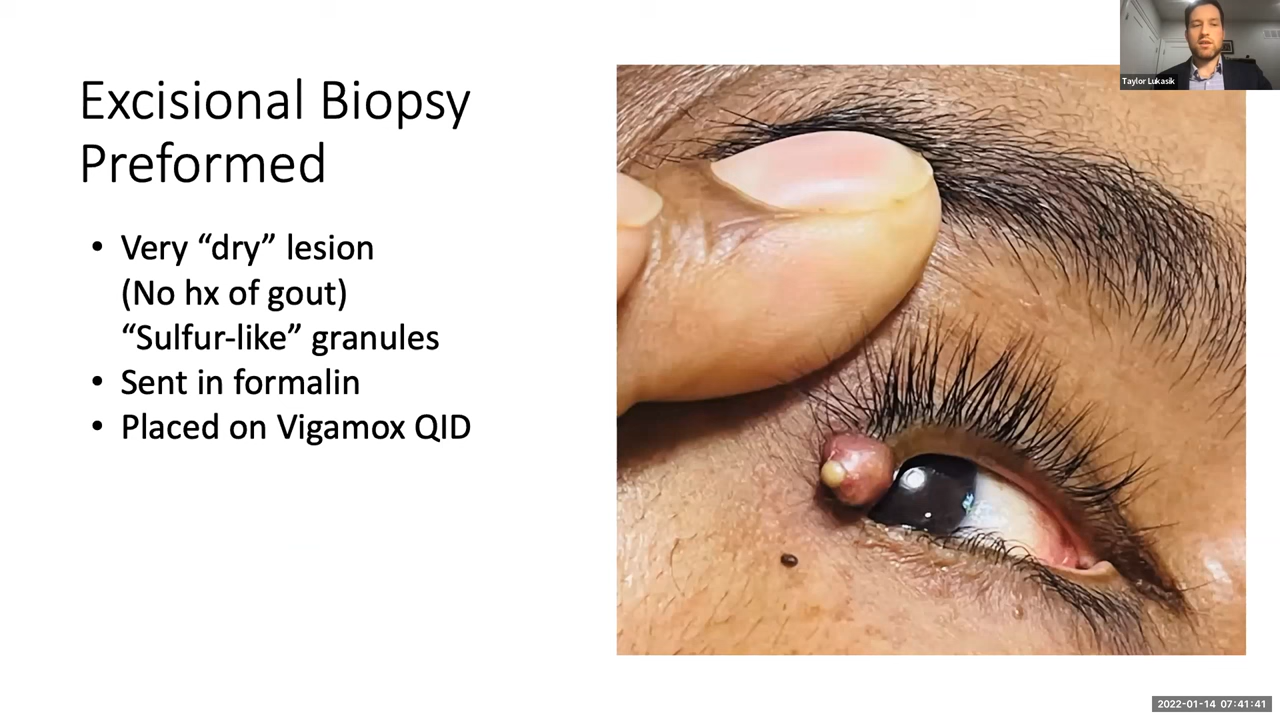 Taylor Lukasik
Excisional Biopsy
Preformed
• Very “dry” lesion
(No hx of gout)
“Sulfur-like” granules
• Sent in formalin
• Placed on Vigamox QID
2022-01-14 07:41:41